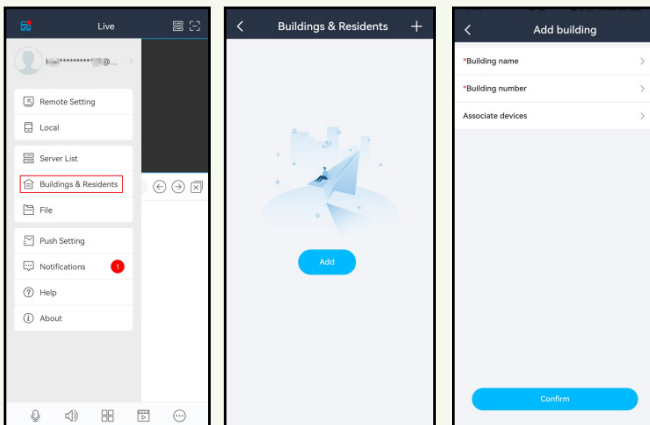 Live
Remote Setting
Local
Server List
Buildings & Residents
File
Push Setting
Notifications 1
Help
About
Buildings & Residents
Add
Add building
*Building name
*Building number
Associate devices
Confirm